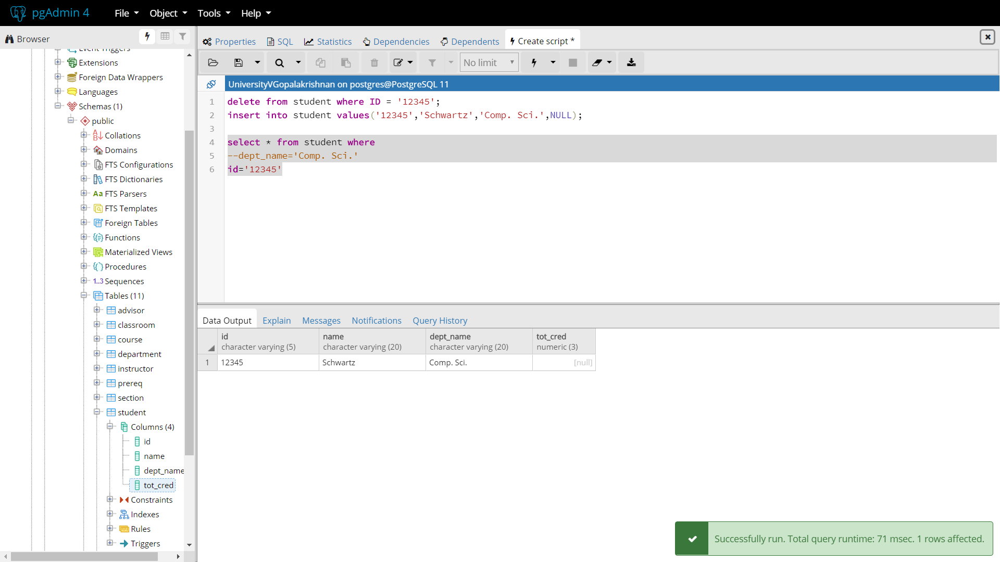 pgAdmin 4
File Object Tools Help
Browser
Event Triggers
Extensions
Foreign Data Wrappers
Languages
Schemas (1)
public
Collations
Domains
FTS Configurations
FTS Dictionaries
Aa FTS Parsers
FTS Templates
Foreign Tables
Functions
Materialized Views
Procedures
1..3 Sequences
Tables (11)
advisor
classroom
course
department
instructor
prereq
section
student
Columns (4)
id
name
dept_name
tot_cred
Constraints
Indexes
Rules
Triggers
Properties SQL Statistics Dependencies Dependents Create script *
No limit
UniversityVGopalakrishnan on postgres@PostgreSQL 11
1 delete from student where ID = '12345';
2 insert into student values('12345','Schwartz','Comp. Sci.',NULL);
3
4 select * from student where
5 --dept_name='Comp. Sci.'
6 id='12345'
Data Output Explain Messages Notifications Query History
id name dept_name tot_cred
character varying (5) character varying (20) character varying (20) numeric (3)
1 12345 Schwartz Comp. Sci. [null]
Successfully run. Total query runtime: 71 msec. 1 rows affected.